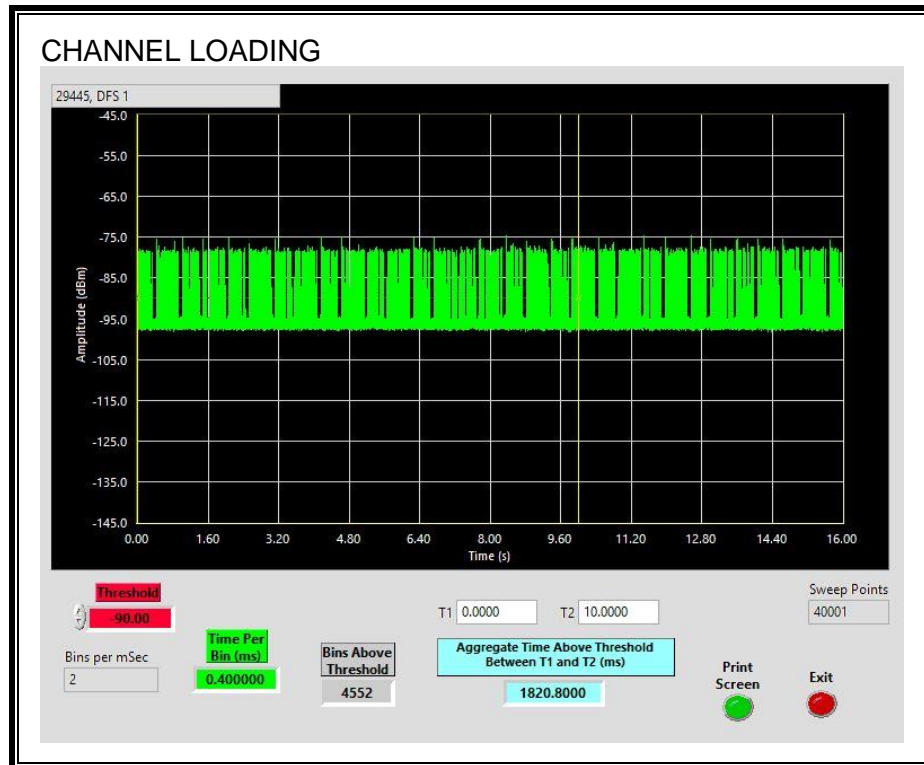 CHANNEL LOADING
29445, DFS 1
-45.0
-55.0
-65.0
-75.0
-85.0
-95.0
-105.0
-115.0
-125.0
-135.0
-145.0
Amplitude (dBm)
0.00 1.60 3.20 4.80 6.40 8.00 9.60 11.20 12.80 14.40 16.00
Time (s)
Threshold
-90.00
Bins per mSec
2
Time Per
Bin (ms)
0.400000
Bins Above
Threshold
4552
T1 0.0000 T2 10.0000
Aggregate Time Above Threshold
Between T1 and T2 (ms)
1820.8000
Sweep Points
40001
Print
Screen
Exit